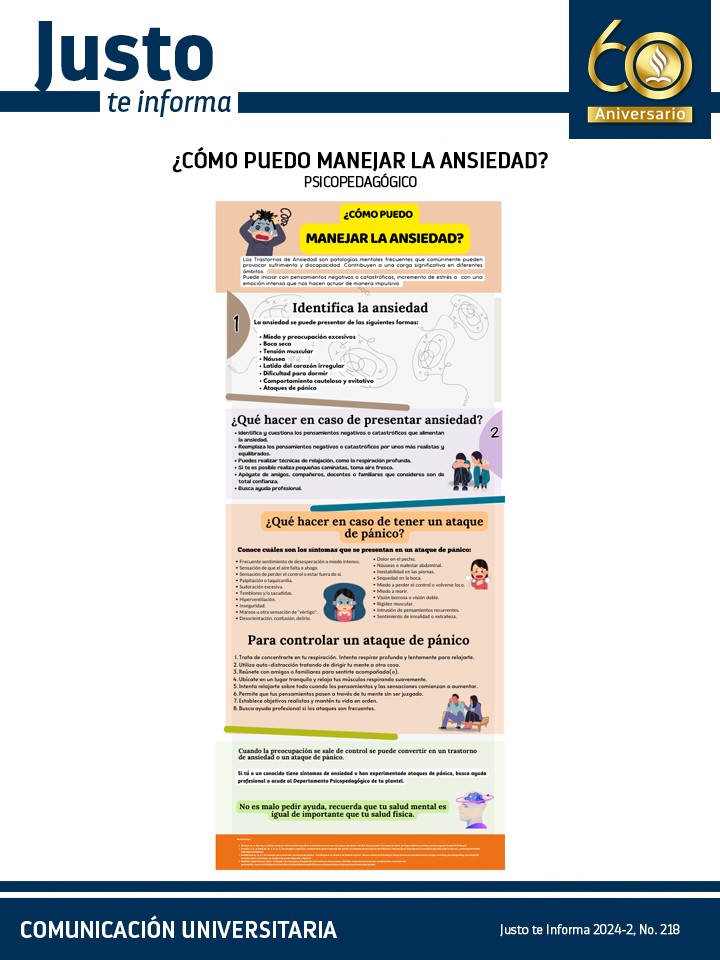 Justo
te informa
60
Aniversario
¿CÓMO PUEDO MANEJAR LA ANSIEDAD?
PSICOPEDAGÓGICO
¿CÓMO PUEDO
MANEJAR LA ANSIEDAD?
Los Trastornos de Ansiedad son patologías mentales frecuentes que comúnmente pueden
provocar sufrimiento y discapacidad. Contribuyen a una carga significativa en diferentes
ámbitos.
Puede iniciar con pensamientos negativos o catastróficos, incremento de estrés o con una
emoción intensa que nos hacen actuar de manera impulsiva.
1
Identifica la ansiedad
La ansiedad se puede presentar de las siguientes formas:
• Miedo y preocupación excesivos
• Boca seca
• Tensión muscular
• Náusea
• Latido del corazón irregular
• Dificultad para dormir
• Comportamiento cauteloso y evitativo
• Ataques de pánico
¿Qué hacer en caso de presentar ansiedad?
2
• Identifica y cuestiona los pensamientos negativos o catastróficos que alimentan
la ansiedad.
• Reemplaza los pensamientos negativos o catastróficos por unos más realistas y
equilibrados.
• Puedes realizar técnicas de relajación, como la respiración profunda.
• Si te es posible realiza pequeñas caminatas, toma aire fresco.
• Apóyate de amigos, compañeros, docentes o familiares que consideres son de
total confianza.
• Busca ayuda profesional.
¿Qué hacer en caso de tener un ataque
de pánico?
Conoce cuáles son los síntomas que se presentan en un ataque de pánico:
• Frecuente sentimiento de desesperación o miedo intenso.
• Sensación de que el aire falta o ahogo.
• Sensación de perder el control o estar fuera de sí.
• Palpitación o taquicardia.
• Sudoración excesiva.
• Temblores y/o sacudidas.
• Hiperventilación.
• Inseguridad.
• Mareos u otra sensación de "vértigo".
• Desorientación, confusión, delirio.
• Dolor en el pecho.
• Náuseas o malestar abdominal.
• Inestabilidad en las piernas.
• Sequedad en la boca.
• Miedo a perder el control o volverse loco.
• Miedo a morir.
• Visión borrosa o visión doble.
• Rigidez muscular.
• Intrusión de pensamientos recurrentes.
• Sentimiento de irrealidad o extrañeza.
Para controlar un ataque de pánico
1. Trata de concentrarte en tu respiración. Intenta respirar profunda y lentamente para relajarte.
2. Utiliza auto-distracción tratando de dirigir tu mente a otra cosa.
3. Reúnete con amigos o familiares para sentirte acompañada(o).
4. Ubícate en un lugar tranquilo y relaja tus músculos respirando suavemente.
5. Intenta relajarte sobre todo cuando los pensamientos y las sensaciones comienzan a aumentar.
6. Permite que tus pensamientos pasen a través de tu mente sin ser juzgado.
7. Establece objetivos realistas y mantén tu vida en orden.
8. Busca ayuda profesional si los ataques son frecuentes.
Cuando la preocupación se sale de control se puede convertir en un trastorno
de ansiedad o un ataque de pánico.
Si tú o un conocido tiene síntomas de ansiedad o han experimentado ataques de pánico, busca ayuda
profesional o acude al Departamento Psicopedagógico de tu plantel.
No es malo pedir ayuda, recuerda que tu salud mental es
igual de importante que tu salud física.
COMUNICACIÓN UNIVERSITARIA
Justo te Informa 2024-2, No. 218